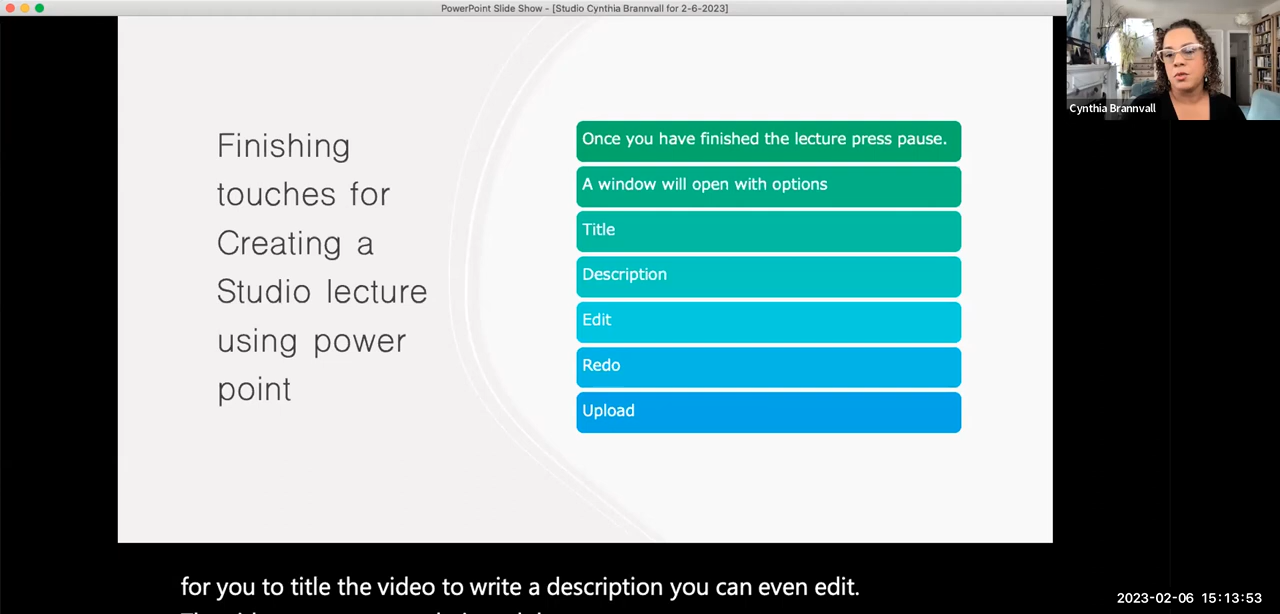 PowerPoint Slide Show - [Studio Cynthia Brannvall for 2-6-2023]
Cynthia Brannvall
Finishing
touches for
Creating a
Studio lecture
using power
point
Once you have finished the lecture press pause.
A window will open with options
Title
Description
Edit
Redo
Upload
for you to title the video to write a description you can even edit.
2023-02-06 15:13:53